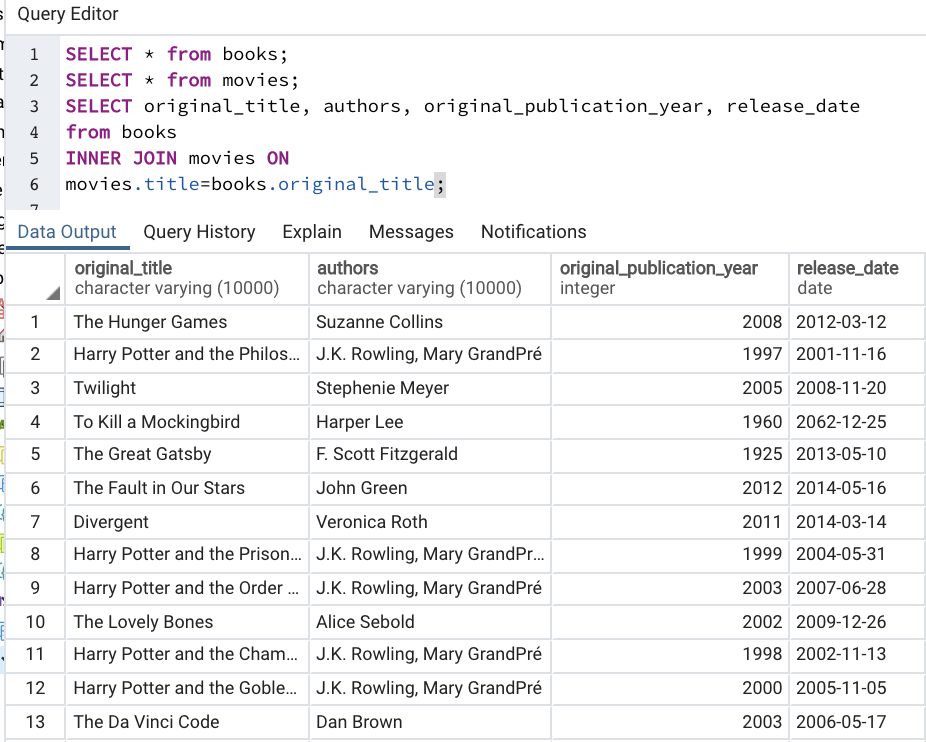 Query Editor
1 SELECT * from books;
2 SELECT * from movies;
3 SELECT original_title, authors, original_publication_year, release_date
4 from books
5 INNER JOIN movies ON
6 movies.title=books.original_title;
7
Data Output Query History Explain Messages Notifications
original_title authors original_publication_year release_date
character varying (10000) character varying (10000) integer date
1 The Hunger Games Suzanne Collins 2008 2012-03-12
2 Harry Potter and the Philos... J.K. Rowling, Mary GrandPré 1997 2001-11-16
3 Twilight Stephenie Meyer 2005 2008-11-20
4 To Kill a Mockingbird Harper Lee 1960 2062-12-25
5 The Great Gatsby F. Scott Fitzgerald 1925 2013-05-10
6 The Fault in Our Stars John Green 2012 2014-05-16
7 Divergent Veronica Roth 2011 2014-03-14
8 Harry Potter and the Prison... J.K. Rowling, Mary GrandPr... 1999 2004-05-31
9 Harry Potter and the Order ... J.K. Rowling, Mary GrandPré 2003 2007-06-28
10 The Lovely Bones Alice Sebold 2002 2009-12-26
11 Harry Potter and the Cham... J.K. Rowling, Mary GrandPré 1998 2002-11-13
12 Harry Potter and the Goble... J.K. Rowling, Mary GrandPré 2000 2005-11-05
13 The Da Vinci Code Dan Brown 2003 2006-05-17